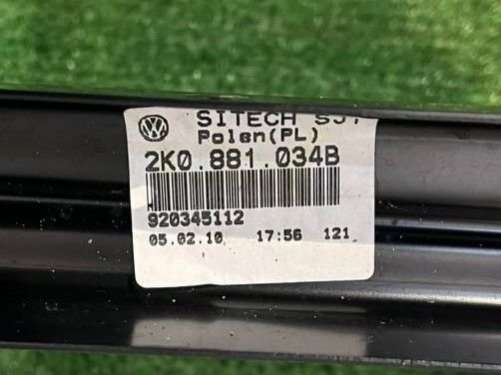 SITECH
Polen(PL)
2K0.881.034B
920345112
05.02.10 17:56 121